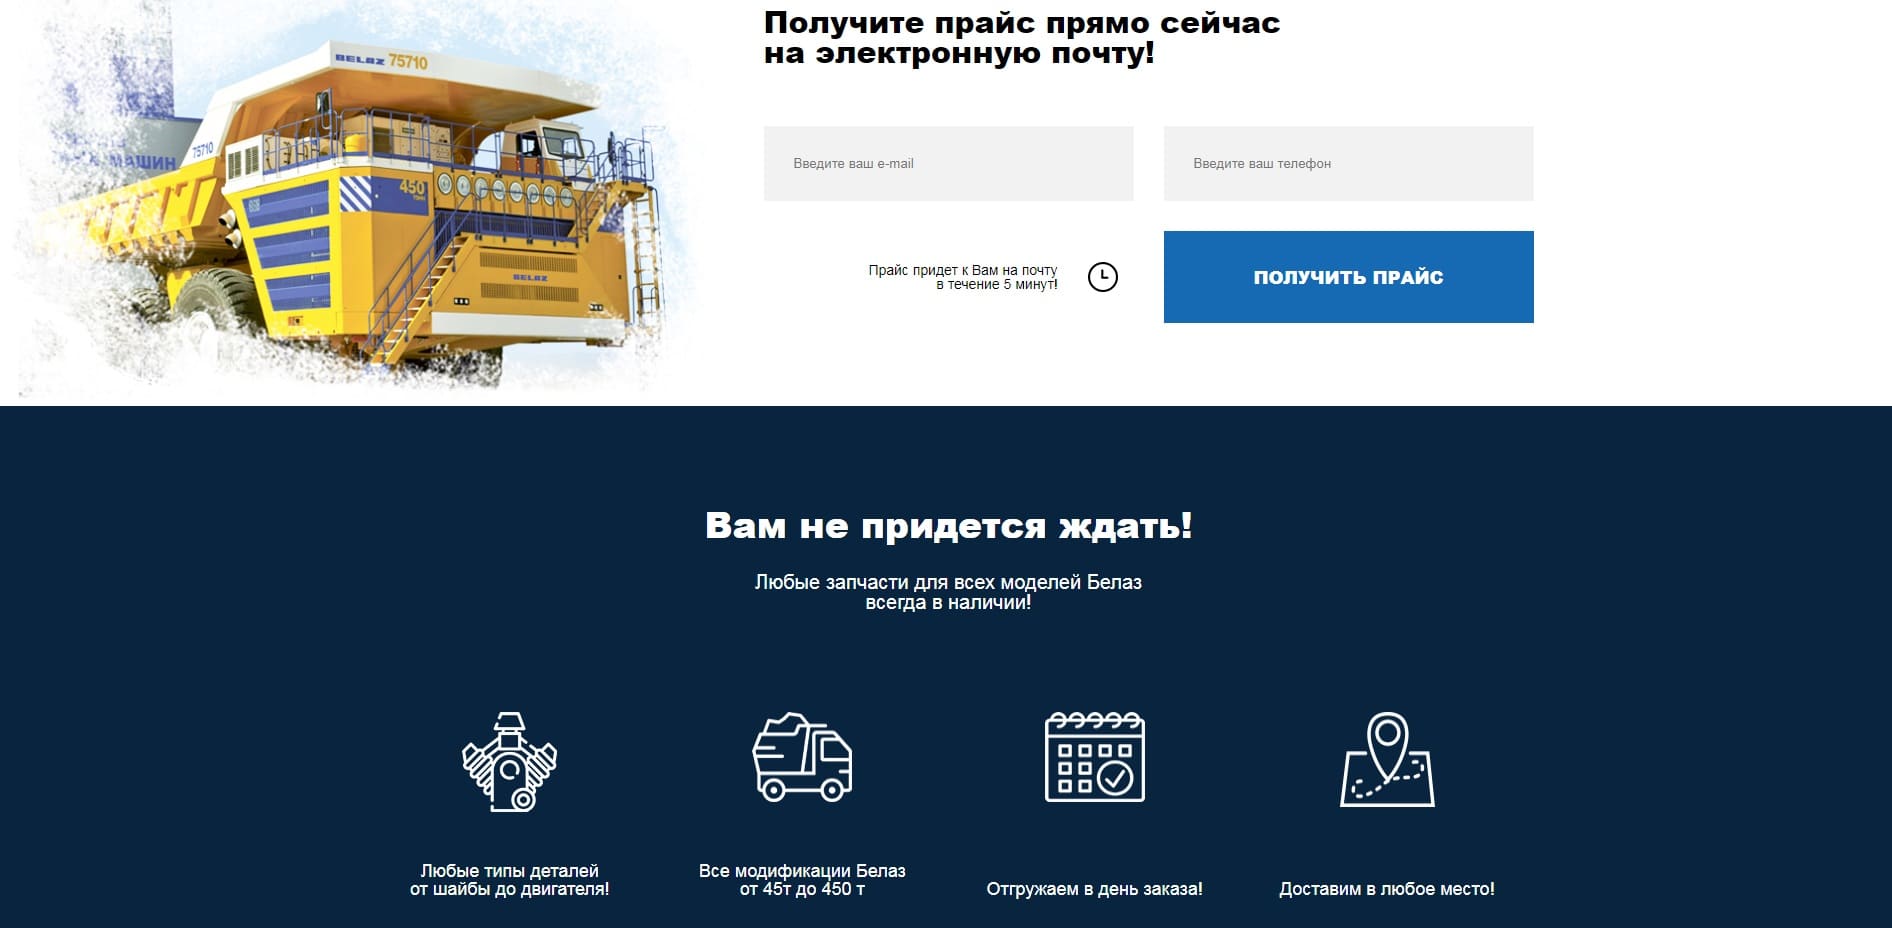 Получите прайс прямо сейчас
на электронную почту!
BELAZ 75710
75710
МАШИН
450
ТОНН
BELAZ
Введите ваш e-mail
Введите ваш телефон
Прайс придет к Вам на почту
в течение 5 минут!
ПОЛУЧИТЬ ПРАЙС
Вам не придется ждать!
Любые запчасти для всех моделей Белаз
всегда в наличии!
Любые типы деталей
от шайбы до двигателя!
Все модификации Белаз
от 45т до 450 т
Отгружаем в день заказа!
Доставим в любое место!